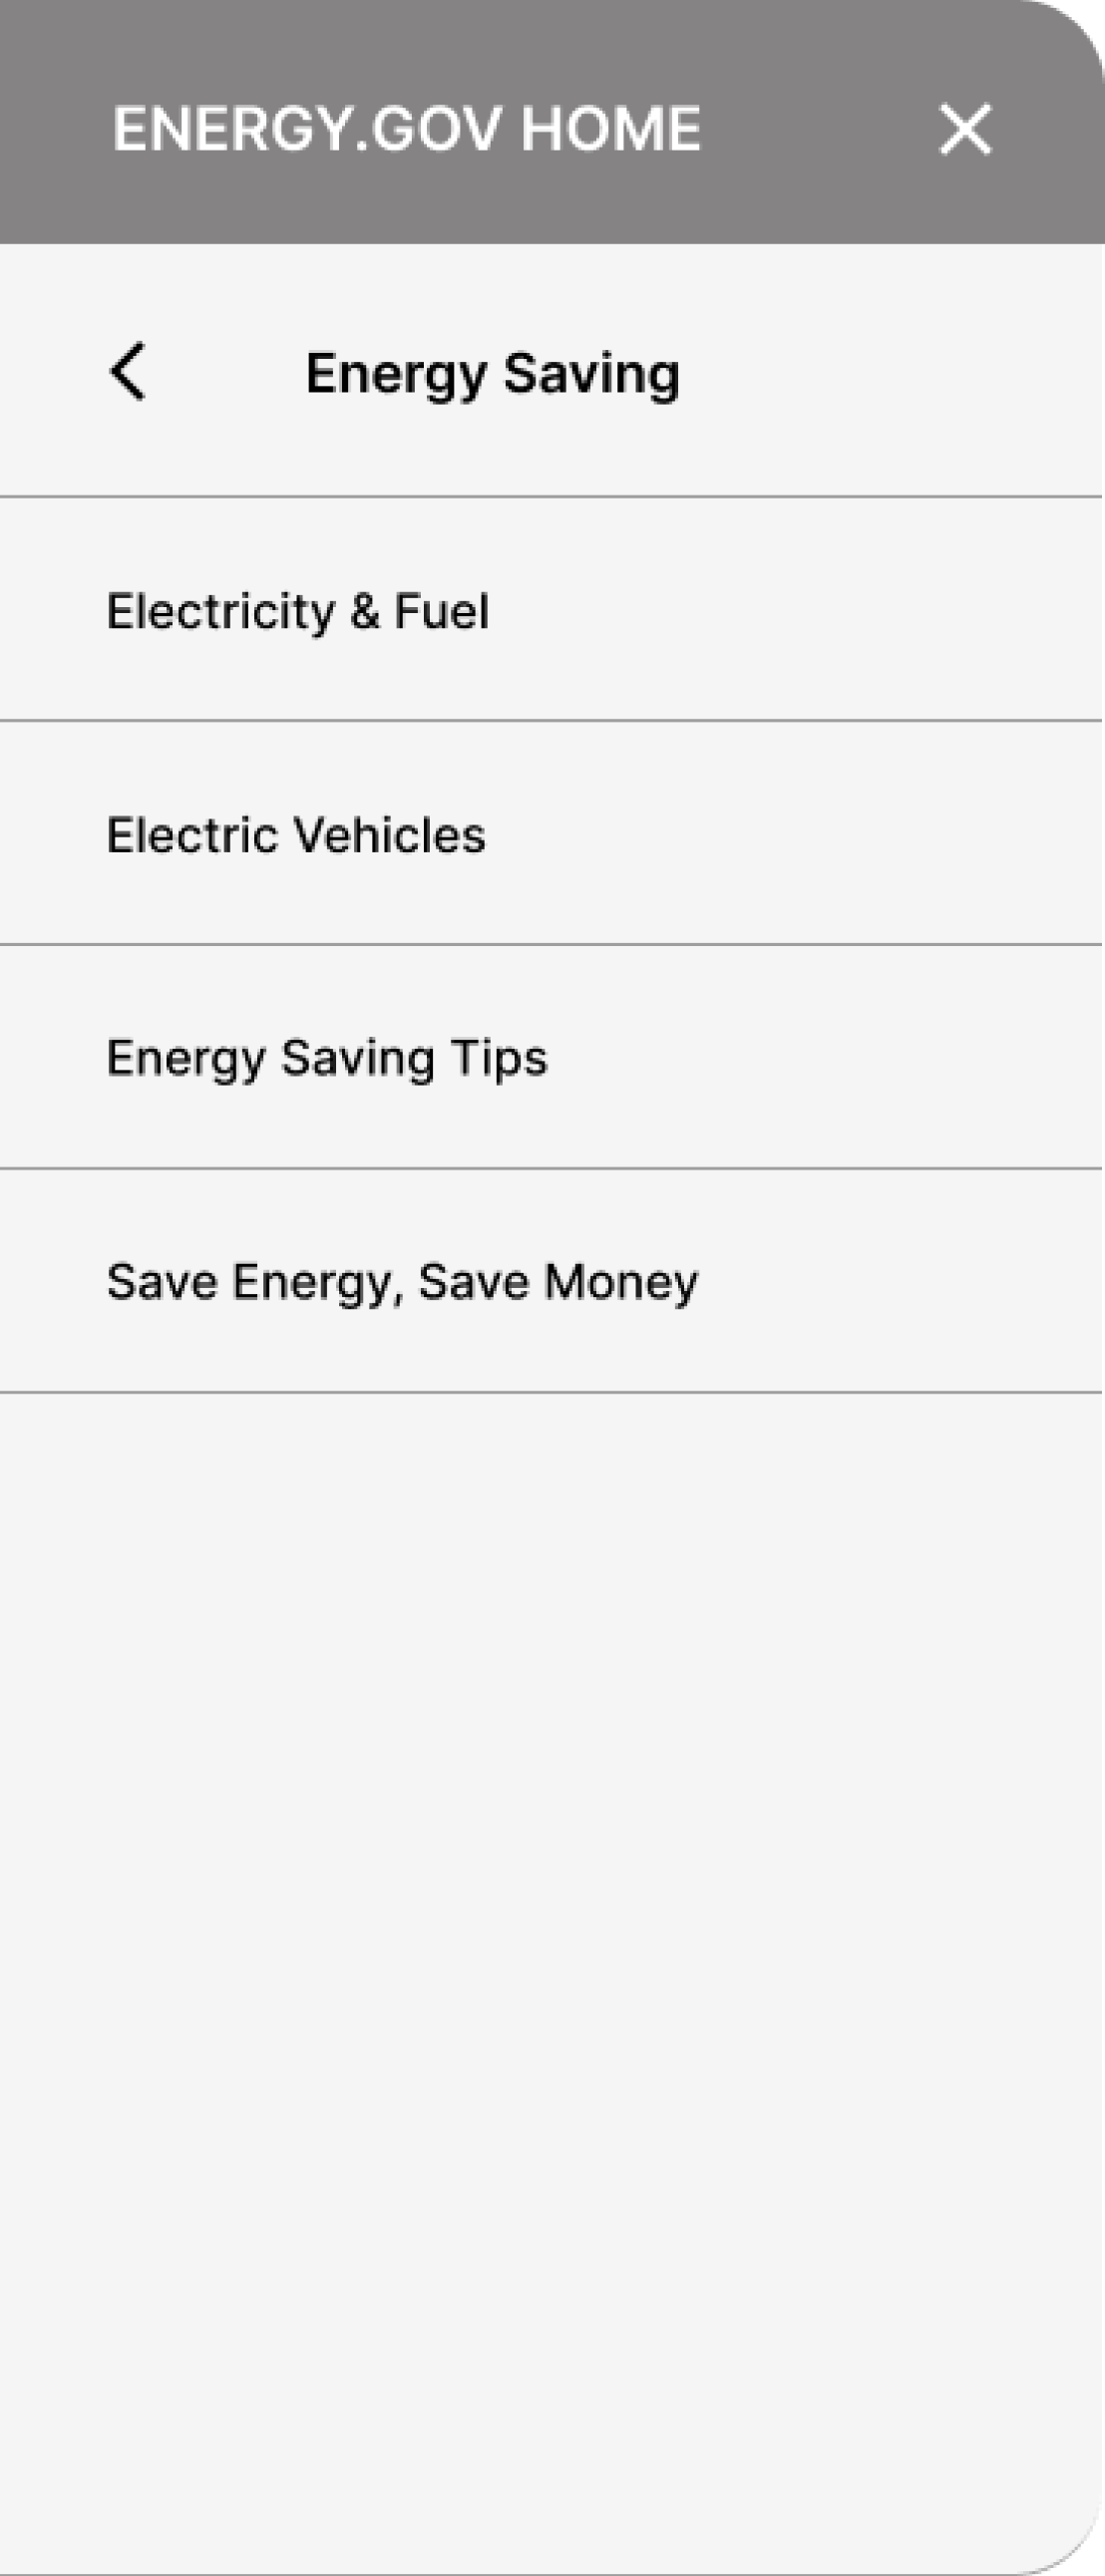 ENERGY.GOV HOME
Energy Saving
Electricity & Fuel
Electric Vehicles
Energy Saving Tips
Save Energy, Save Money